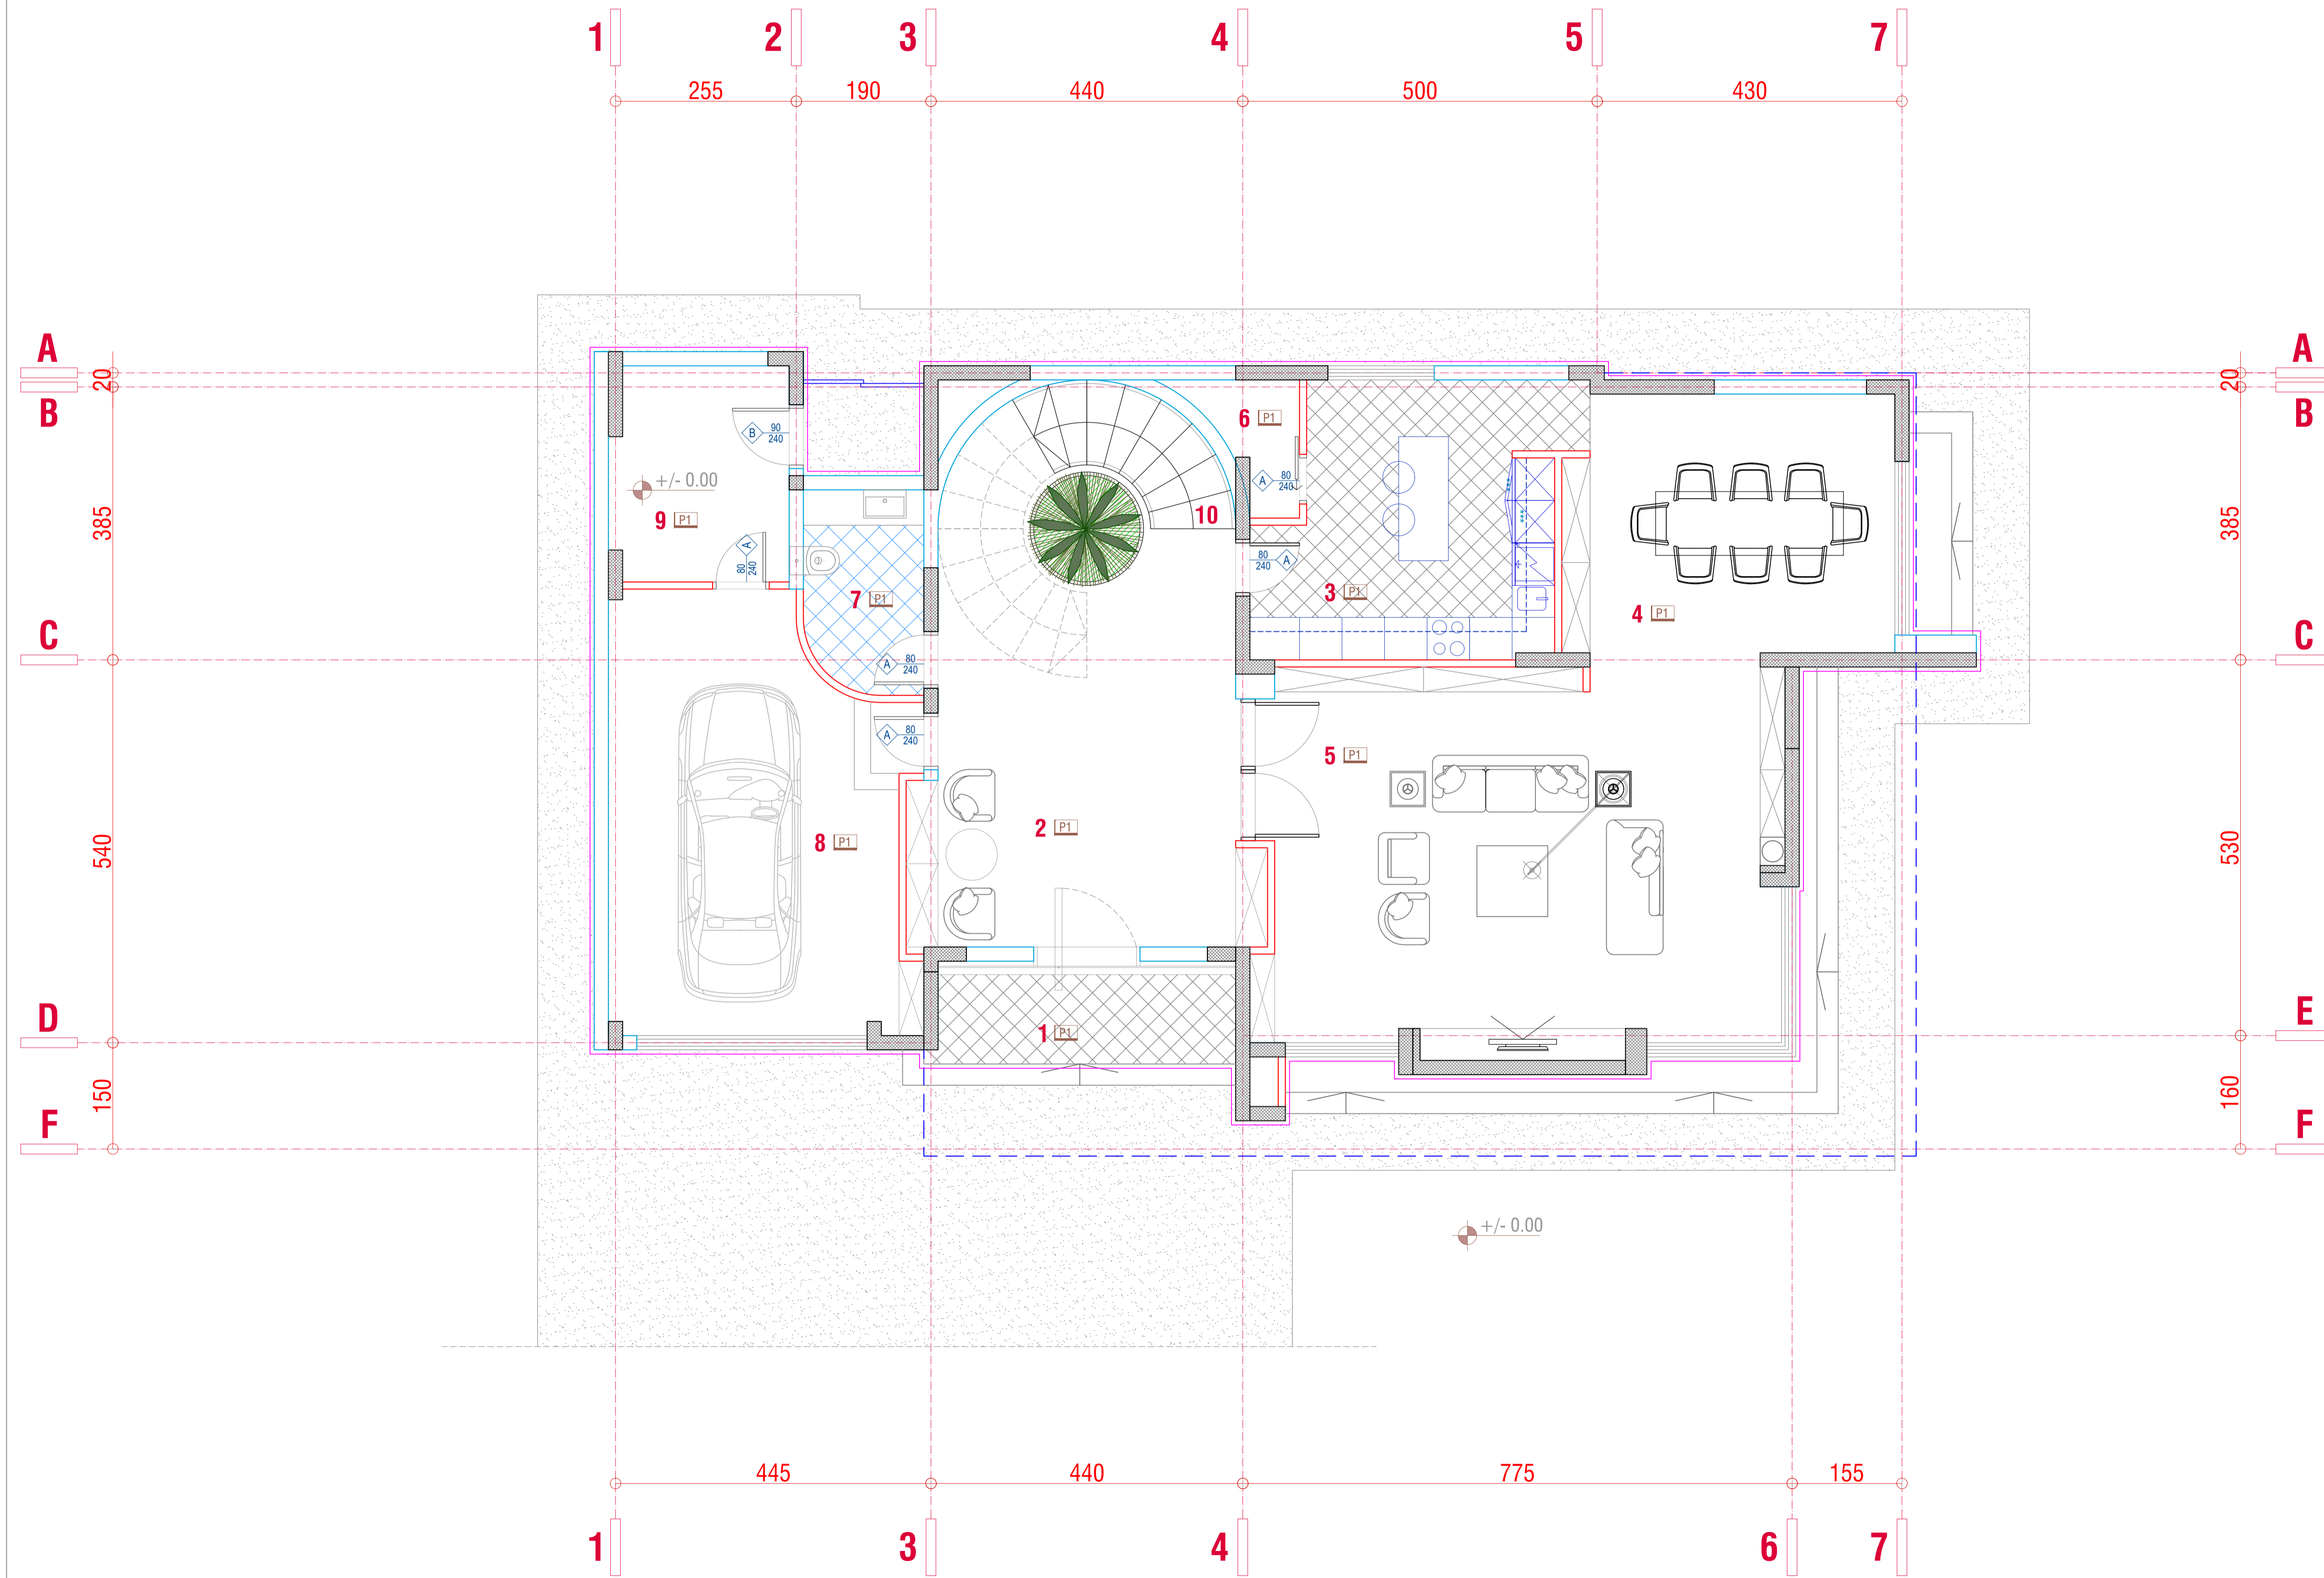 1 2 3 4 5 7
255 190 440 500 430
A A
20 20
B B
6 P1
B 90
240
A 80
240
+/- 0.00
9 P1
10
A 80
240
80
240 A
385 385
7 P1
3 P1
4 P1
C C
A 80
240
A 80
240
5 P1
2 P1
8 P1
540 530
D E
1 P1
150 160
F F
+/- 0.00
445 440 775 155
1 3 4 6 7